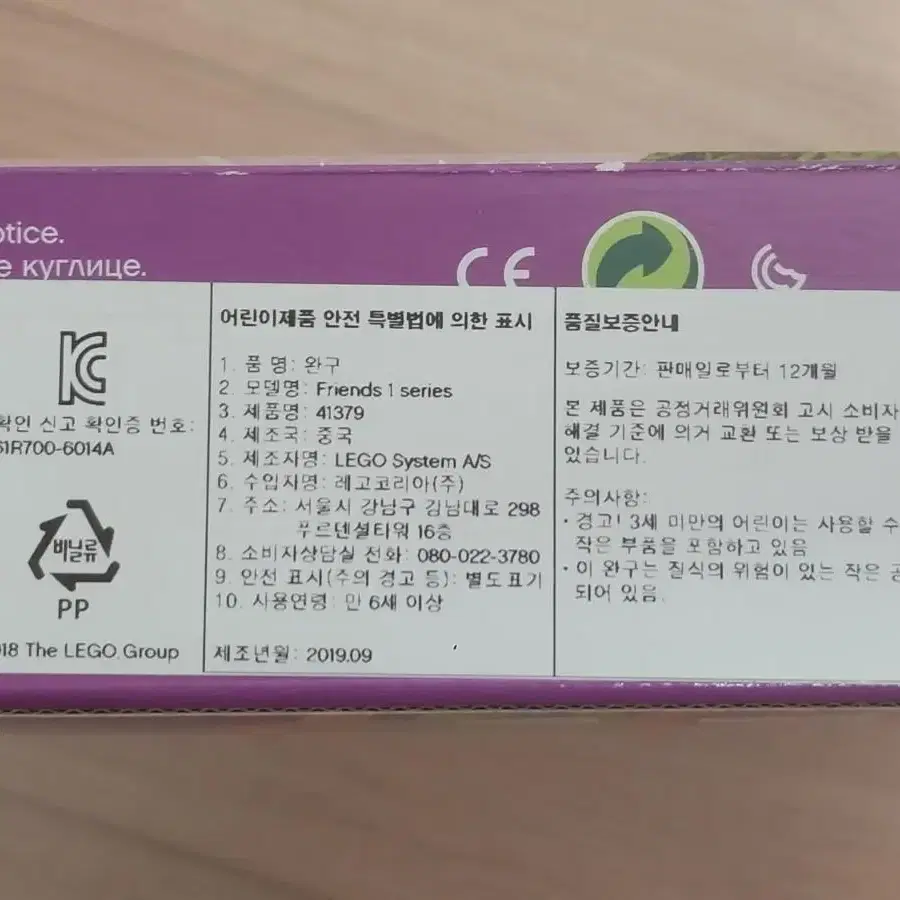 otice.
е куглице.
CE
KC
확인 신고 확인증 번호:
61R700-6014A
비닐류
PP
18 The LEGO Group
어린이제품 안전 특별법에 의한 표시
1. 품 명: 완구
2. 모델명: Friends 1 series
3. 제품명: 41379
4. 제조국: 중국
5. 제조자명: LEGO System A/S
6. 수입자명: 레고코리아(주)
7. 주소: 서울시 강남구 강남대로 298
푸르덴셜타워 16층
8. 소비자상담실 전화: 080-022-3780
9. 안전 표시(주의 경고 등): 별도표기
10. 사용연령: 만 6세 이상
제조년월: 2019.09
품질보증안내
보증기간: 판매일로부터 12개월
본 제품은 공정거래위원회 고시 소비자
해결 기준에 의거 교환 또는 보상 받을
있습니다.
주의사항:
· 경고! 3세 미만의 어린이는 사용할 수
작은 부품을 포함하고 있음
· 이 완구는 질식의 위험이 있는 작은 공
되어 있음.